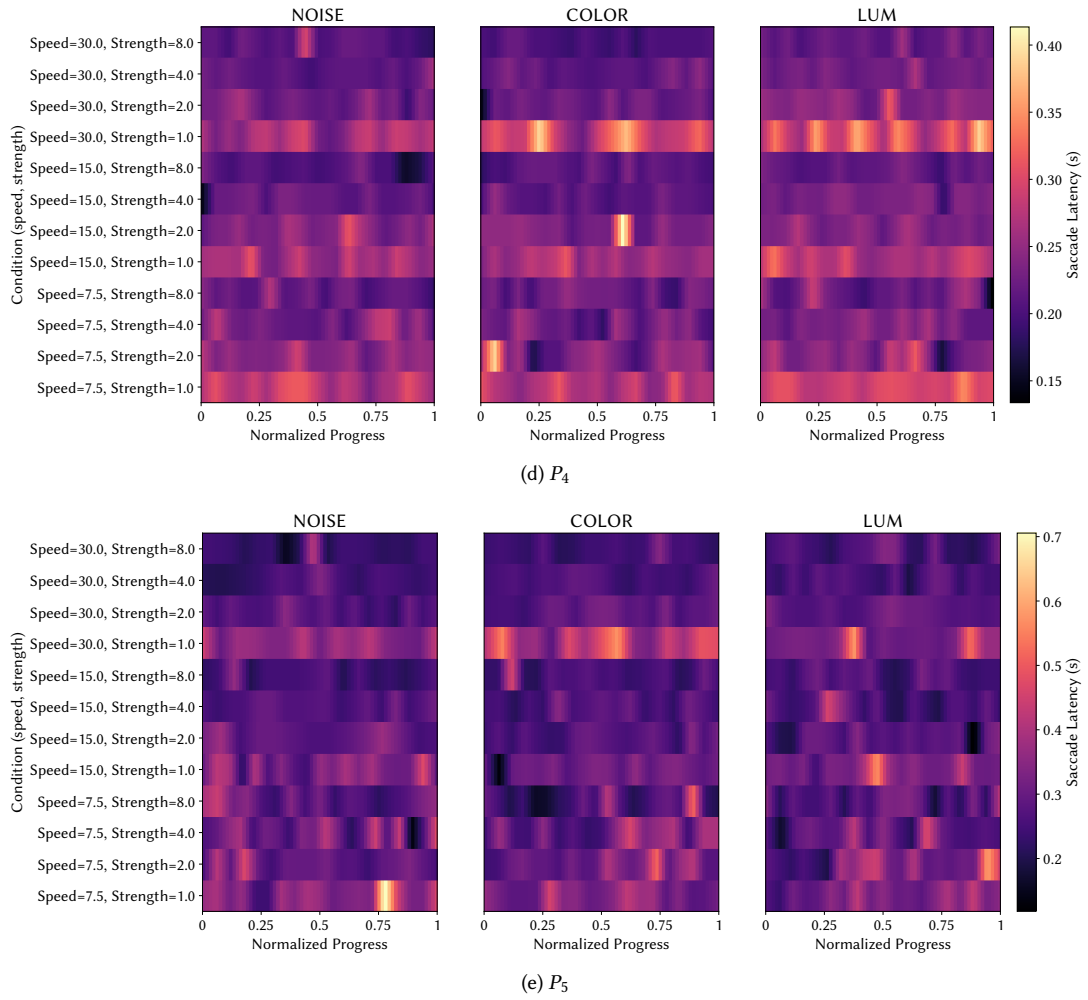 NOISE COLOR LUM
Condition (speed, strength)
Speed=30.0, Strength=8.0
Speed=30.0, Strength=4.0
Speed=30.0, Strength=2.0
Speed=30.0, Strength=1.0
Speed=15.0, Strength=8.0
Speed=15.0, Strength=4.0
Speed=15.0, Strength=2.0
Speed=15.0, Strength=1.0
Speed=7.5, Strength=8.0
Speed=7.5, Strength=4.0
Speed=7.5, Strength=2.0
Speed=7.5, Strength=1.0
0 0.25 0.5 0.75 1 0 0.25 0.5 0.75 1 0 0.25 0.5 0.75 1
Normalized Progress Normalized Progress Normalized Progress
0.40
0.35
0.30
0.25
0.20
0.15
Saccade Latency (s)
(d) P4
NOISE COLOR LUM
Condition (speed, strength)
Speed=30.0, Strength=8.0
Speed=30.0, Strength=4.0
Speed=30.0, Strength=2.0
Speed=30.0, Strength=1.0
Speed=15.0, Strength=8.0
Speed=15.0, Strength=4.0
Speed=15.0, Strength=2.0
Speed=15.0, Strength=1.0
Speed=7.5, Strength=8.0
Speed=7.5, Strength=4.0
Speed=7.5, Strength=2.0
Speed=7.5, Strength=1.0
0 0.25 0.5 0.75 1 0 0.25 0.5 0.75 1 0 0.25 0.5 0.75 1
Normalized Progress Normalized Progress Normalized Progress
0.7
0.6
0.5
0.4
0.3
0.2
Saccade Latency (s)
(e) P5